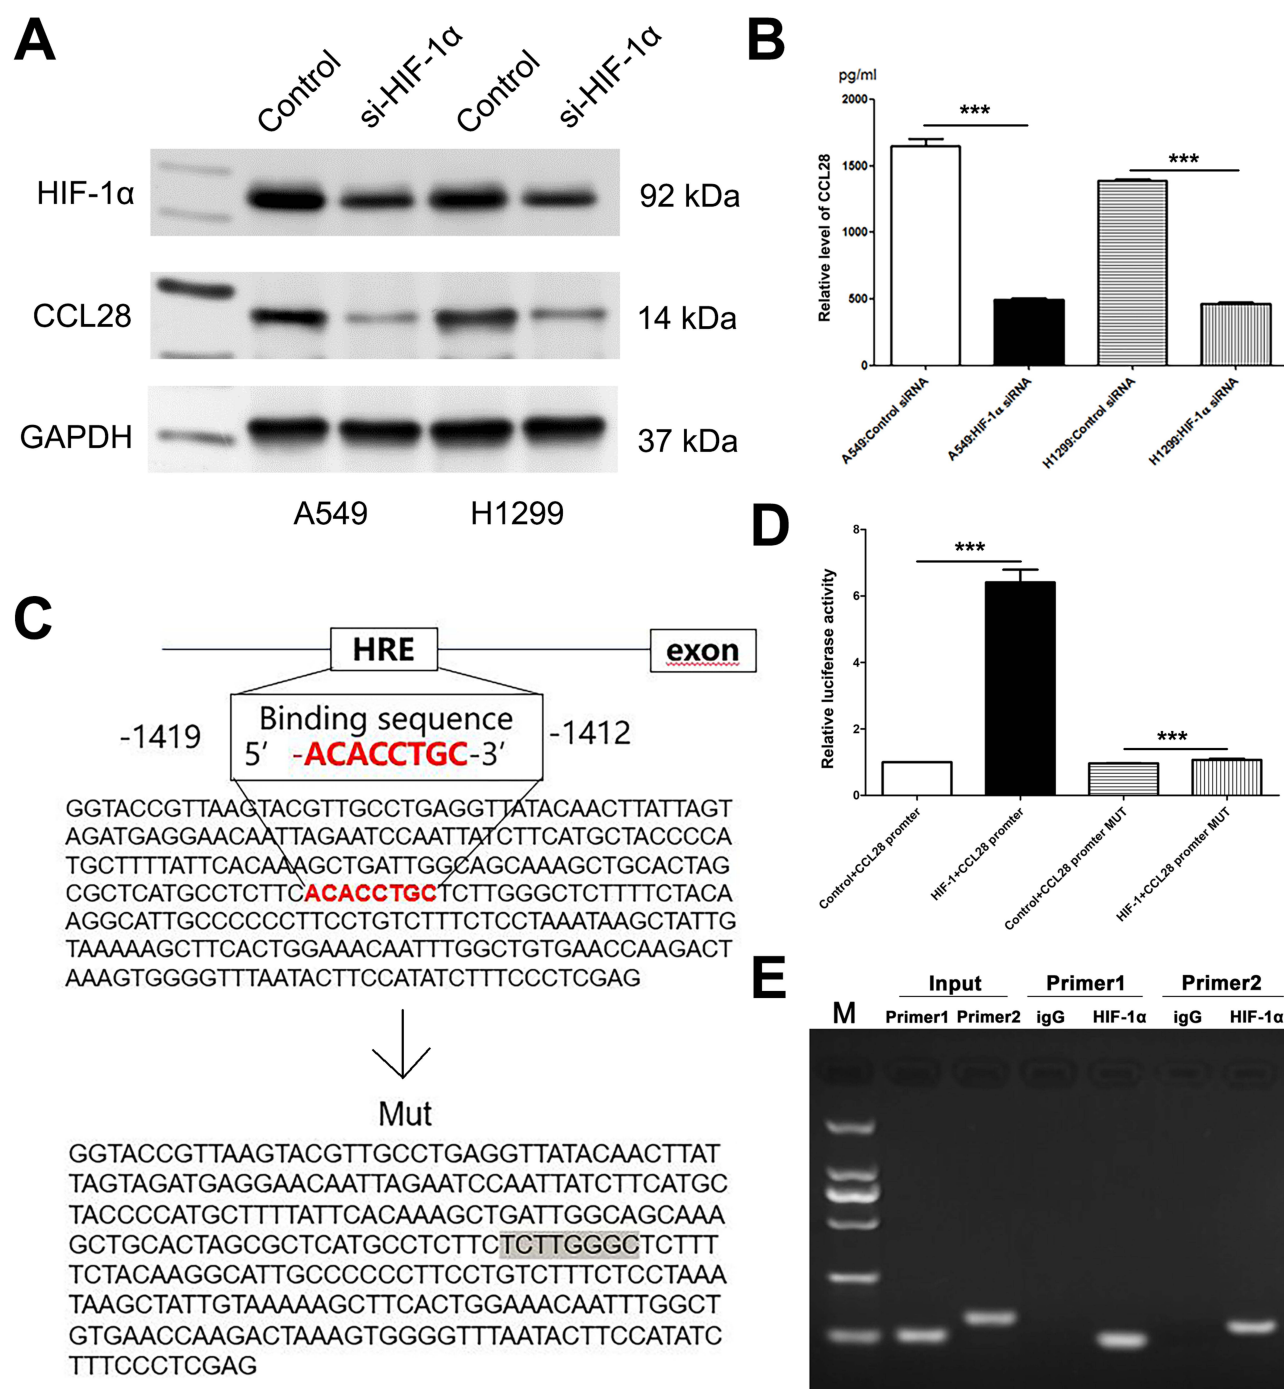 A
Control
si-HIF-1α
Control
si-HIF-1α
HIF-1α
92 kDa
CCL28
14 kDa
GAPDH
37 kDa
A549
H1299
B
pg/ml
Relative level of CCL28
2000
1500
1000
500
0
***
***
A549:Control siRNA
A549:HIF-1α siRNA
H1299:Control siRNA
H1299:HIF-1α siRNA
C
HRE
exon
-1419
Binding sequence
5′ -ACACCTGC-3′
-1412
GGTACCGTTAAGTACGTTGCCTGAGGTTATACAACTTATTAGT
AGATGAGGAACAATTAGAATCCAATTATCTTCATGCTACCCCA
TGCTTTTATTCACAAAGCTGATTGGCAGCAAAGCTGCACTAG
CGCTCATGCCTCTTCACACCTGCTCTTGGGCTCTTTTCTACA
AGGCATTGCCCCCCTTCCTGTCTTTCTCCTAAATAAGCTATTG
TAAAAAGCTTCACTGGAAACAATTTGGCTGTGAACCAAGACT
AAAGTGGGGTTTAATACTTCCATATCTTTCCCTCGAG
Mut
GGTACCGTTAAGTACGTTGCCTGAGGTTATACAACTTAT
TAGTAGATGAGGAACAATTAGAATCCAATTATCTTCATGC
TACCCCATGCTTTTATTCACAAAGCTGATTGGCAGCAAA
GCTGCACTAGCGCTCATGCCTCTTCTCTTGGGCTCTTT
TCTACAAGGCATTGCCCCCCTTCCTGTCTTTCTCCTAAA
TAAGCTATTGTAAAAAGCTTCACTGGAAACAATTTGGCT
GTGAACCAAGACTAAAGTGGGGTTTAATACTTCCATATC
TTTCCCTCGAG
D
Relative luciferase activity
8
6
4
2
0
***
***
Control+CCL28 promter
HIF-1+CCL28 promter
Control+CCL28 promter MUT
HIF-1+CCL28 promter MUT
E
Input
Primer1
Primer2
M
Primer1
Primer2
igG
HIF-1α
igG
HIF-1α